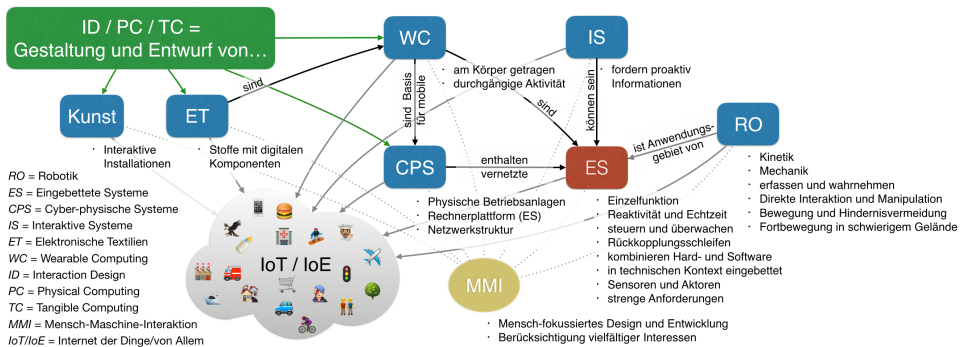 ID / PC / TC =
Gestaltung und Entwurf von…
WC
IS
· am Körper getragen
durchgängige Aktivität
· fordern proaktiv
Informationen
sind
sind Basis
für mobile
sind
können sein
Kunst
ET
RO
ist Anwendungs-
gebiet von
· Interaktive
Installationen
· Stoffe mit digitalen
Komponenten
CPS
enthalten
vernetzte
ES
· Kinetik
· Mechanik
· erfassen und wahrnehmen
· Direkte Interaktion und Manipulation
· Bewegung und Hindernisvermeidung
· Fortbewegung in schwierigem Gelände
· Physische Betriebsanlagen
· Rechnerplattform (ES)
· Netzwerkstruktur
· Einzelfunktion
· Reaktivität und Echtzeit
· steuern und überwachen
· Rückkopplungsschleifen
· kombinieren Hard- und Software
· in technischen Kontext eingebettet
· Sensoren und Aktoren
· strenge Anforderungen
RO = Robotik
ES = Eingebettete Systeme
CPS = Cyber-physische Systeme
IS = Interaktive Systeme
ET = Elektronische Textilien
WC = Wearable Computing
ID = Interaction Design
PC = Physical Computing
TC = Tangible Computing
MMI = Mensch-Maschine-Interaktion
IoT/IoE = Internet der Dinge/von Allem
IoT / IoE
MMI
· Mensch-fokussiertes Design und Entwicklung
· Berücksichtigung vielfältiger Interessen